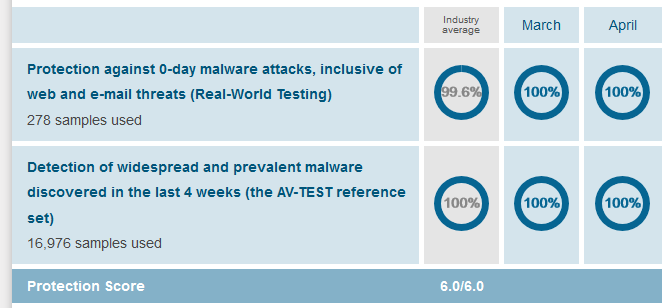 Industry
average
March
April
Protection against 0-day malware attacks, inclusive of
web and e-mail threats (Real-World Testing)
278 samples used
99.6%
100%
100%
Detection of widespread and prevalent malware
discovered in the last 4 weeks (the AV-TEST reference
set)
16,976 samples used
100%
100%
100%
Protection Score
6.0/6.0